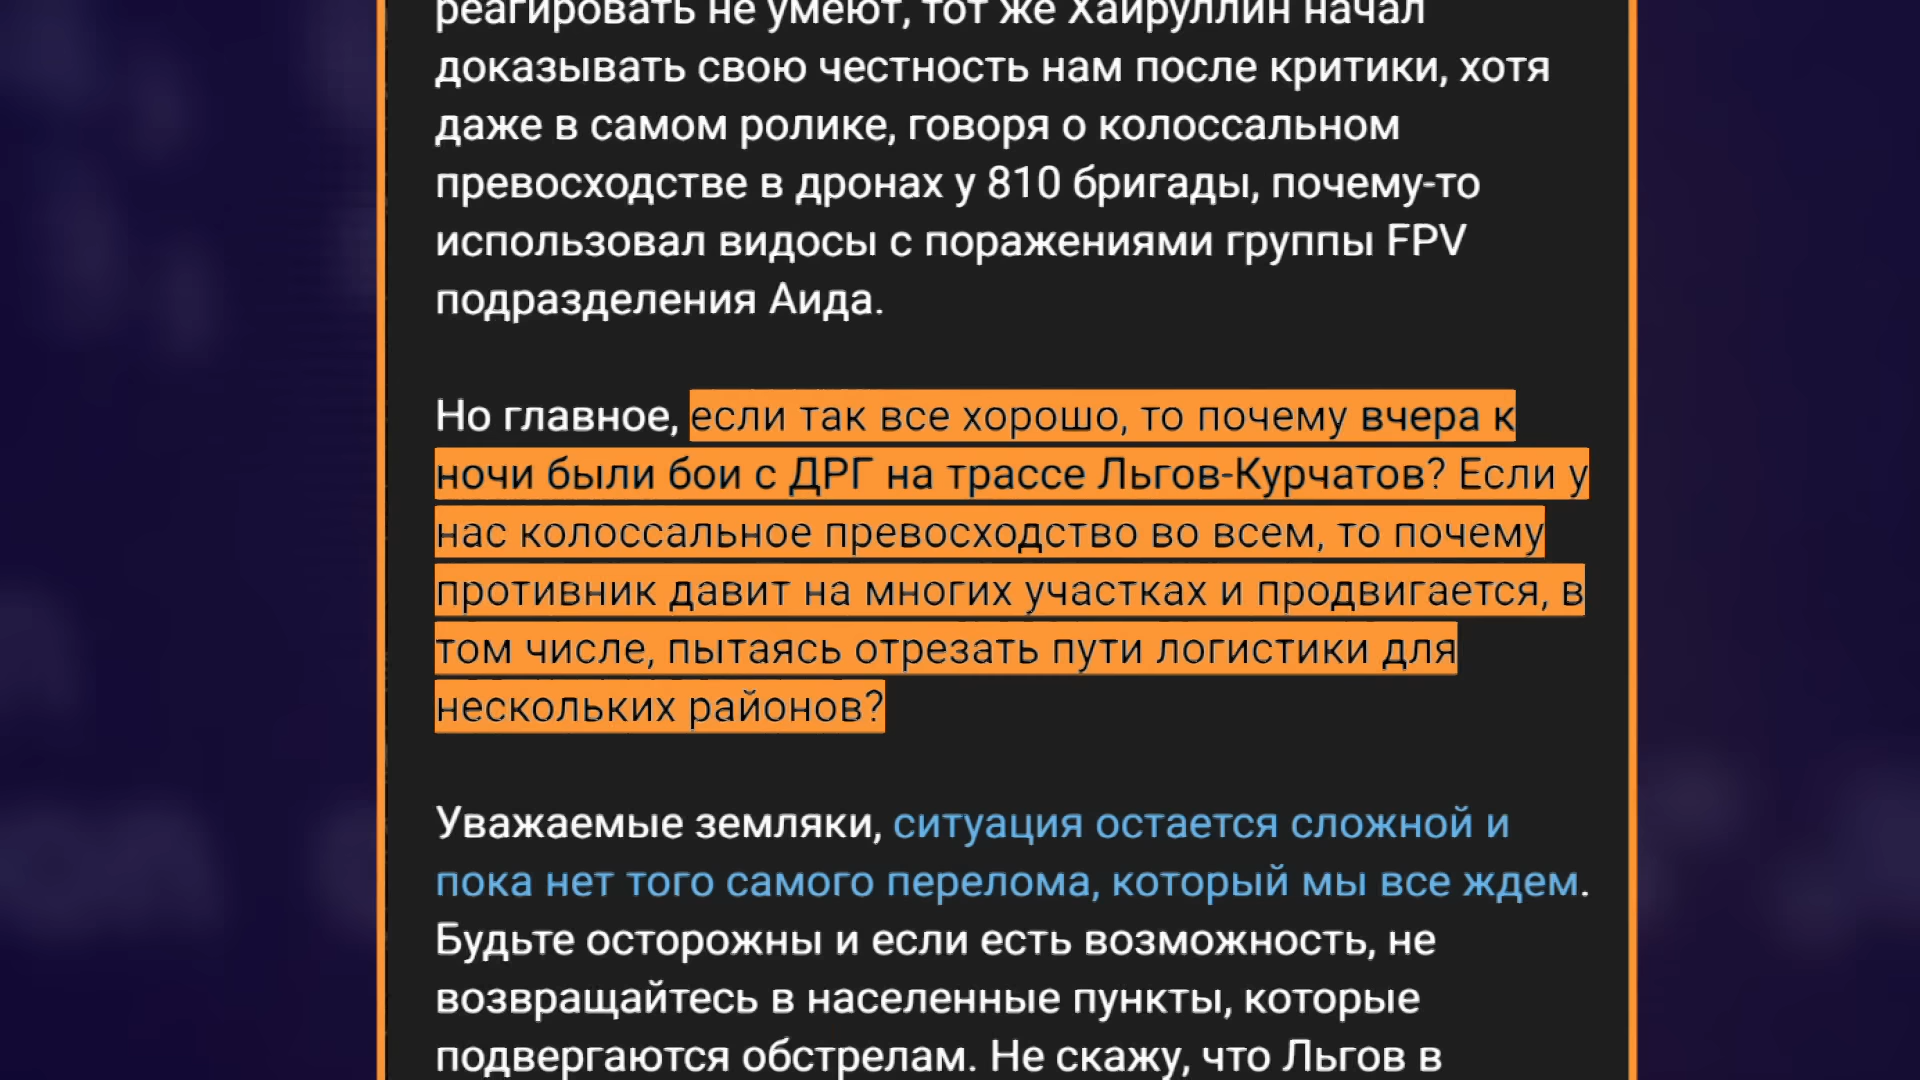 реагировать не умеют, тот же Хайруллин начал
доказывать свою честность нам после критики, хотя
даже в самом ролике, говоря о колоссальном
превосходстве в дронах у 810 бригады, почему-то
использовал видосы с поражениями группы FPV
подразделения Аида.
Но главное, если так все хорошо, то почему вчера к
ночи были бои с ДРГ на трассе Льгов-Курчатов? Если у
нас колоссальное превосходство во всем, то почему
противник давит на многих участках и продвигается, в
том числе, пытаясь отрезать пути логистики для
нескольких районов?
Уважаемые земляки, ситуация остается сложной и
пока нет того самого перелома, который мы все ждем.
Будьте осторожны и если есть возможность, не
возвращайтесь в населенные пункты, которые
подвергаются обстрелам. Не скажу, что Льгов в